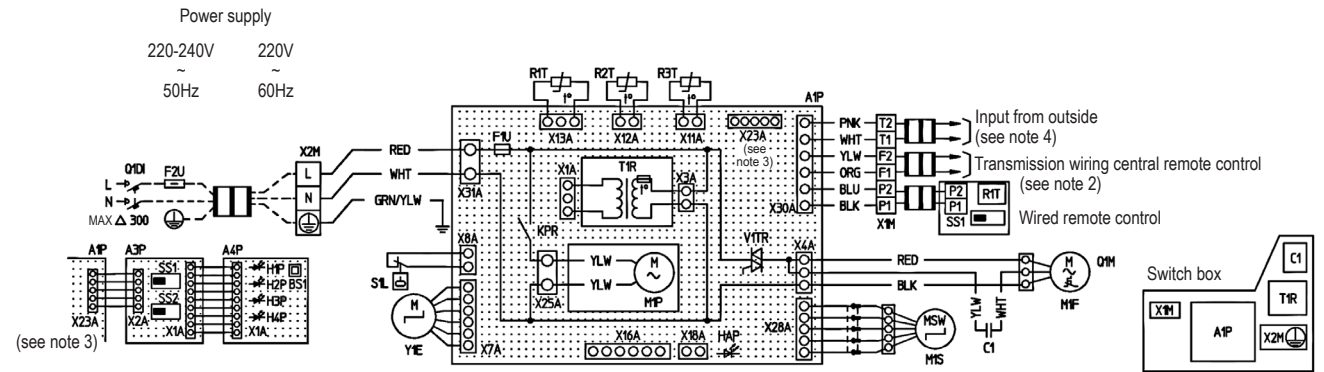 Power supply
220-240V 220V
~ ~
50Hz 60Hz
R1T R2T R3T
t° t° t°
A1P
X13A X12A X11A X23A
(see
note 3)
F1U
Q1DI F2U X2M
L L RED
N N WHT
GRN/YLW
MAX △ 300
X31A
T1R
X1A X3A
t°
PNK T2
WHT T1
YLW F2
ORG F1
BLU P2
BLK P1
X30A X1M
Input from outside
(see note 4)
Transmission wiring central remote control
(see note 2)
P2
P1
R1T
SS1
Wired remote control
KPR
V1TR
X4A
X8A
S1L
YLW
YLW
M
~
M1P
X25A
RED
BLK
YLW
WHT
C1
M
~
Q1M
M1F
M
Y1E
X7A
X16A X18A HAP
X28A
MSW
M1S
A1P A3P A4P
SS1
SS2
H1P
H2P BS1
H3P
H4P
X23A X2A X1A X1A
(see note 3)
Switch box
C1
X1M
T1R
A1P
X2M